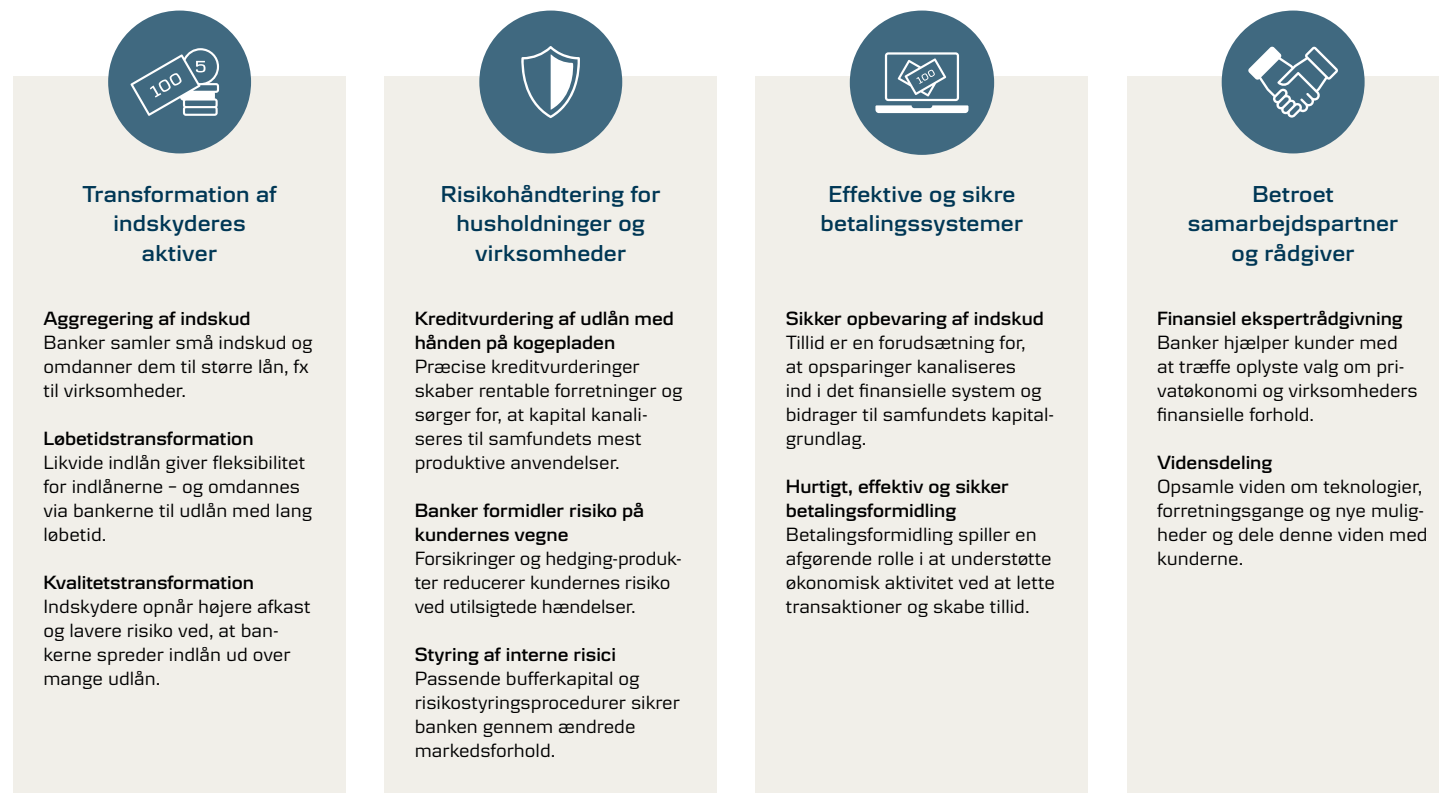 100
5
Transformation af
indskyderes
aktiver
Aggregering af indskud
Banker samler små indskud og
omdanner dem til større lån, fx
til virksomheder.
Løbetidstransformation
Likvide indlån giver fleksibilitet
for indlånerne – og omdannes
via bankerne til udlån med lang
løbetid.
Kvalitetstransformation
Indskydere opnår højere afkast
og lavere risiko ved, at ban-
kerne spreder indlån ud over
mange udlån.
Risikohåndtering for
husholdninger og
virksomheder
Kreditvurdering af udlån med
hånden på kogepladen
Præcise kreditvurderinger
skaber rentable forretninger og
sørger for, at kapital kanali-
seres til samfundets mest
produktive anvendelser.
Banker formidler risiko på
kundernes vegne
Forsikringer og hedging-produk-
ter reducerer kundernes risiko
ved utilsigtede hændelser.
Styring af interne risici
Passende bufferkapital og
risikostyringsprocedurer sikrer
banken gennem ændrede
markedsforhold.
100
Effektive og sikre
betalingssystemer
Sikker opbevaring af indskud
Tillid er en forudsætning for,
at opsparinger kanaliseres
ind i det finansielle system og
bidrager til samfundets kapital-
grundlag.
Hurtigt, effektiv og sikker
betalingsformidling
Betalingsformidling spiller en
afgørende rolle i at understøtte
økonomisk aktivitet ved at lette
transaktioner og skabe tillid.
Betroet
samarbejdspartner
og rådgiver
Finansiel ekspertrådgivning
Banker hjælper kunder med
at træffe oplyste valg om pri-
vatøkonomi og virksomheders
finansielle forhold.
Vidensdeling
Opsamle viden om teknologier,
forretningsgange og nye mulig-
heder og dele denne viden med
kunderne.